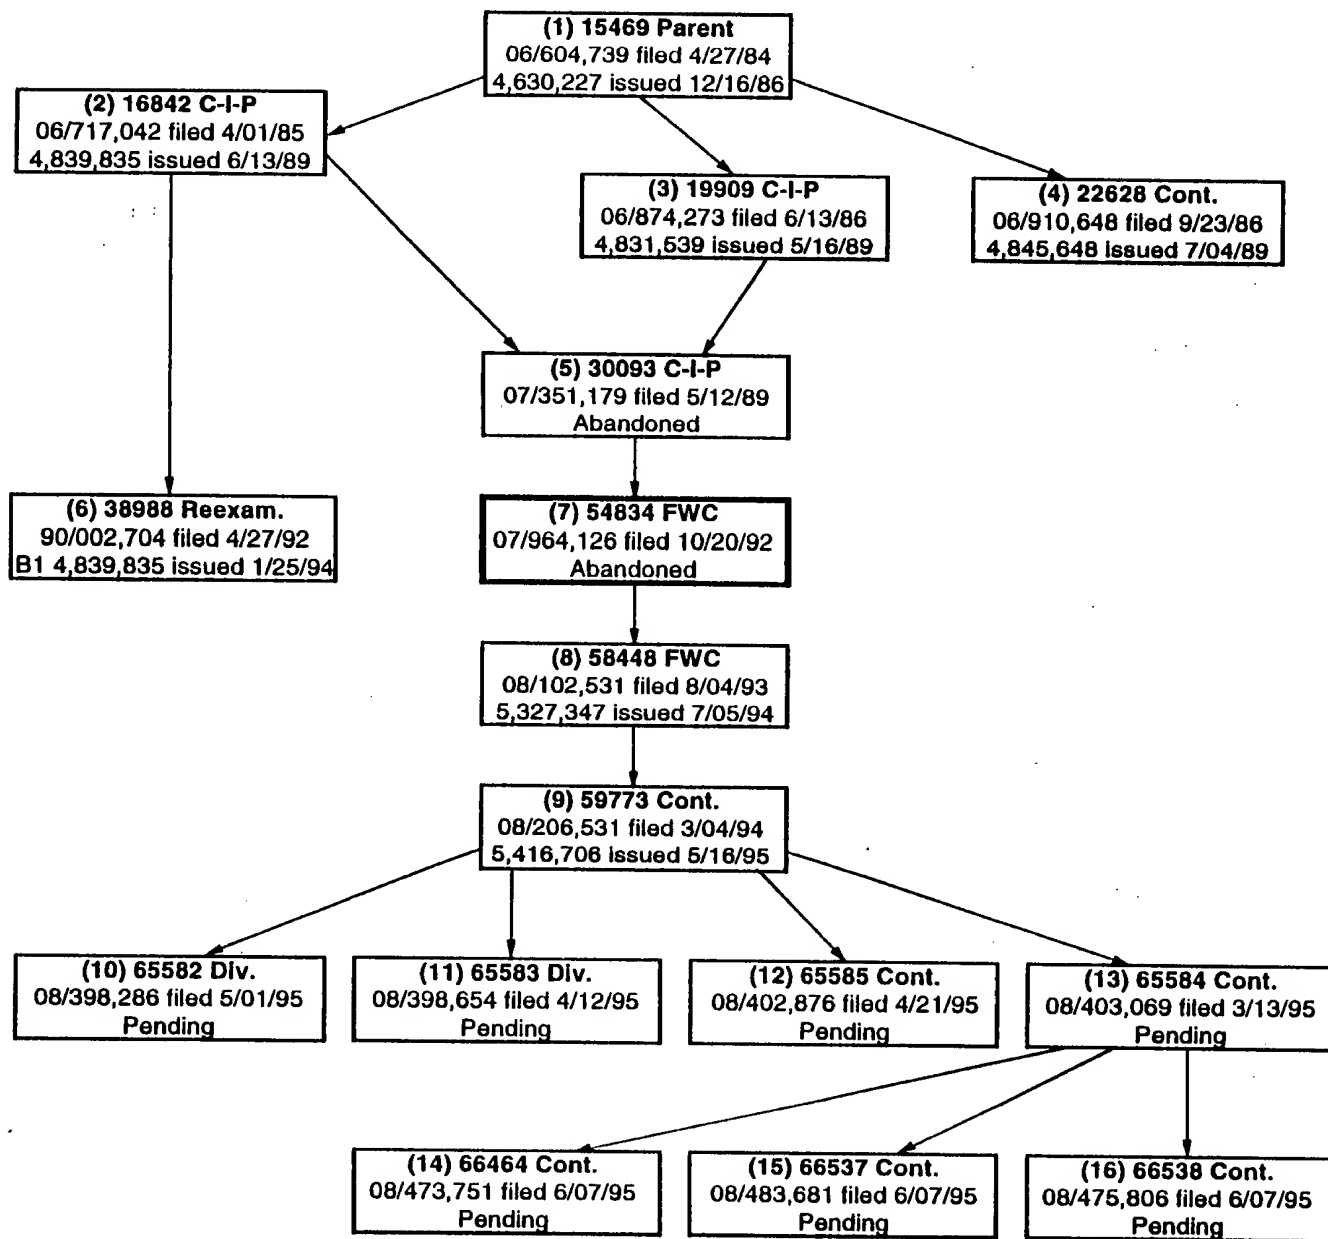 (1) 15469 Parent
06/604,739 filed 4/27/84
4,630,227 issued 12/16/86
(2) 16842 C-I-P
06/717,042 filed 4/01/85
4,839,835 issued 6/13/89
(3) 19909 C-I-P
06/874,273 filed 6/13/86
4,831,539 issued 5/16/89
(4) 22628 Cont.
06/910,648 filed 9/23/86
4,845,648 issued 7/04/89
(5) 30093 C-I-P
07/351,179 filed 5/12/89
Abandoned
(6) 38988 Reexam.
90/002,704 filed 4/27/92
B1 4,839,835 issued 1/25/94
(7) 54834 FWC
07/964,126 filed 10/20/92
Abandoned
(8) 58448 FWC
08/102,531 filed 8/04/93
5,327,347 issued 7/05/94
(9) 59773 Cont.
08/206,531 filed 3/04/94
5,416,706 issued 5/16/95
(10) 65582 Div.
08/398,286 filed 5/01/95
Pending
(11) 65583 Div.
08/398,654 filed 4/12/95
Pending
(12) 65585 Cont.
08/402,876 filed 4/21/95
Pending
(13) 65584 Cont.
08/403,069 filed 3/13/95
Pending
(14) 66464 Cont.
08/473,751 filed 6/07/95
Pending
(15) 66537 Cont.
08/483,681 filed 6/07/95
Pending
(16) 66538 Cont.
08/475,806 filed 6/07/95
Pending